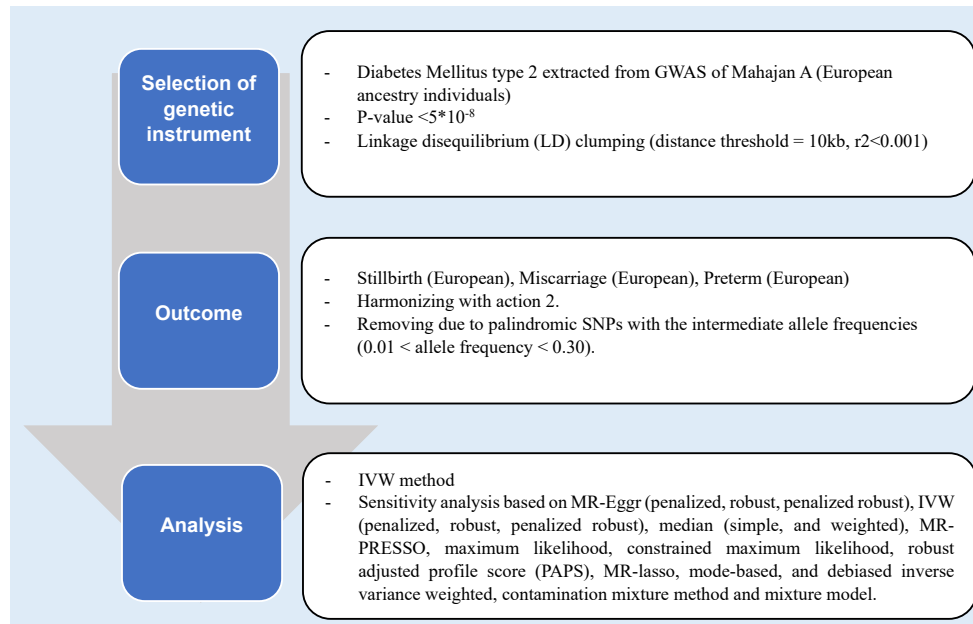 Selection of
genetic
instrument
- Diabetes Mellitus type 2 extracted from GWAS of Mahajan A (European
ancestry individuals)
- P-value <5*10-8
- Linkage disequilibrium (LD) clumping (distance threshold = 10kb, r2<0.001)
Outcome
- Stillbirth (European), Miscarriage (European), Preterm (European)
- Harmonizing with action 2.
- Removing due to palindromic SNPs with the intermediate allele frequencies
(0.01 < allele frequency < 0.30).
Analysis
- IVW method
- Sensitivity analysis based on MR-Eggr (penalized, robust, penalized robust), IVW
(penalized, robust, penalized robust), median (simple, and weighted), MR-
PRESSO, maximum likelihood, constrained maximum likelihood, robust
adjusted profile score (PAPS), MR-lasso, mode-based, and debiased inverse
variance weighted, contamination mixture method and mixture model.